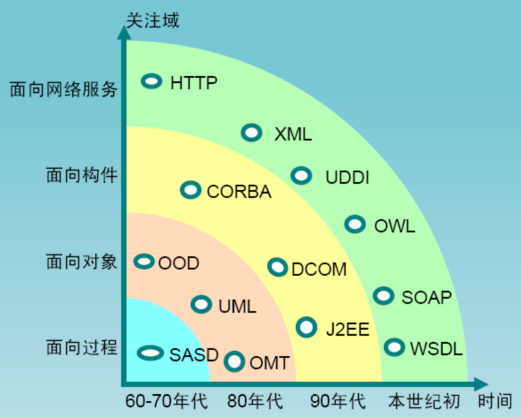 关注域
面向网络服务
HTTP
XML
面向构件
UDDI
CORBA
OWL
面向对象
OOD
DCOM
SOAP
UML
J2EE
面向过程
SASD
OMT
WSDL
60-70年代
80年代
90年代
本世纪初
时间